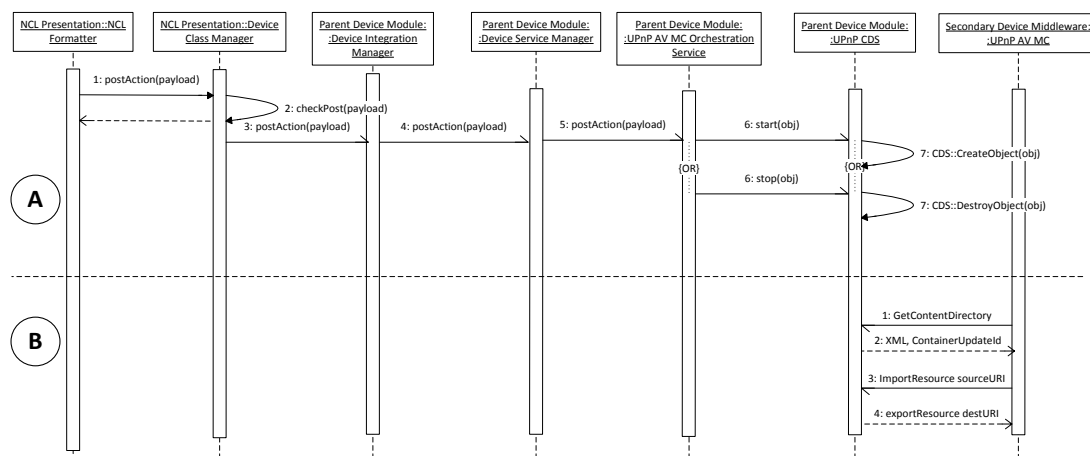 NCL Presentation::NCL
Formatter
NCL Presentation::Device
Class Manager
Parent Device Module:
:Device Integration
Manager
Parent Device Module:
:Device Service Manager
Parent Device Module:
:UPnP AV MC Orchestration
Service
Parent Device Module:
:UPnP CDS
Secondary Device Middleware:
:UPnP AV MC
1: postAction(payload)
2: checkPost(payload)
3: postAction(payload)
4: postAction(payload)
5: postAction(payload)
6: start(obj)
7: CDS::CreateObject(obj)
{OR}
{OR}
6: stop(obj)
7: CDS::DestroyObject(obj)
A
B
1: GetContentDirectory
2: XML, ContainerUpdateId
3: ImportResource sourceURI
4: exportResource destURI